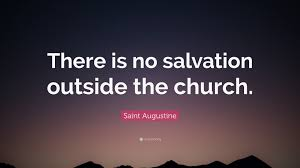 There is no salvation
outside the church.
Saint Augustine